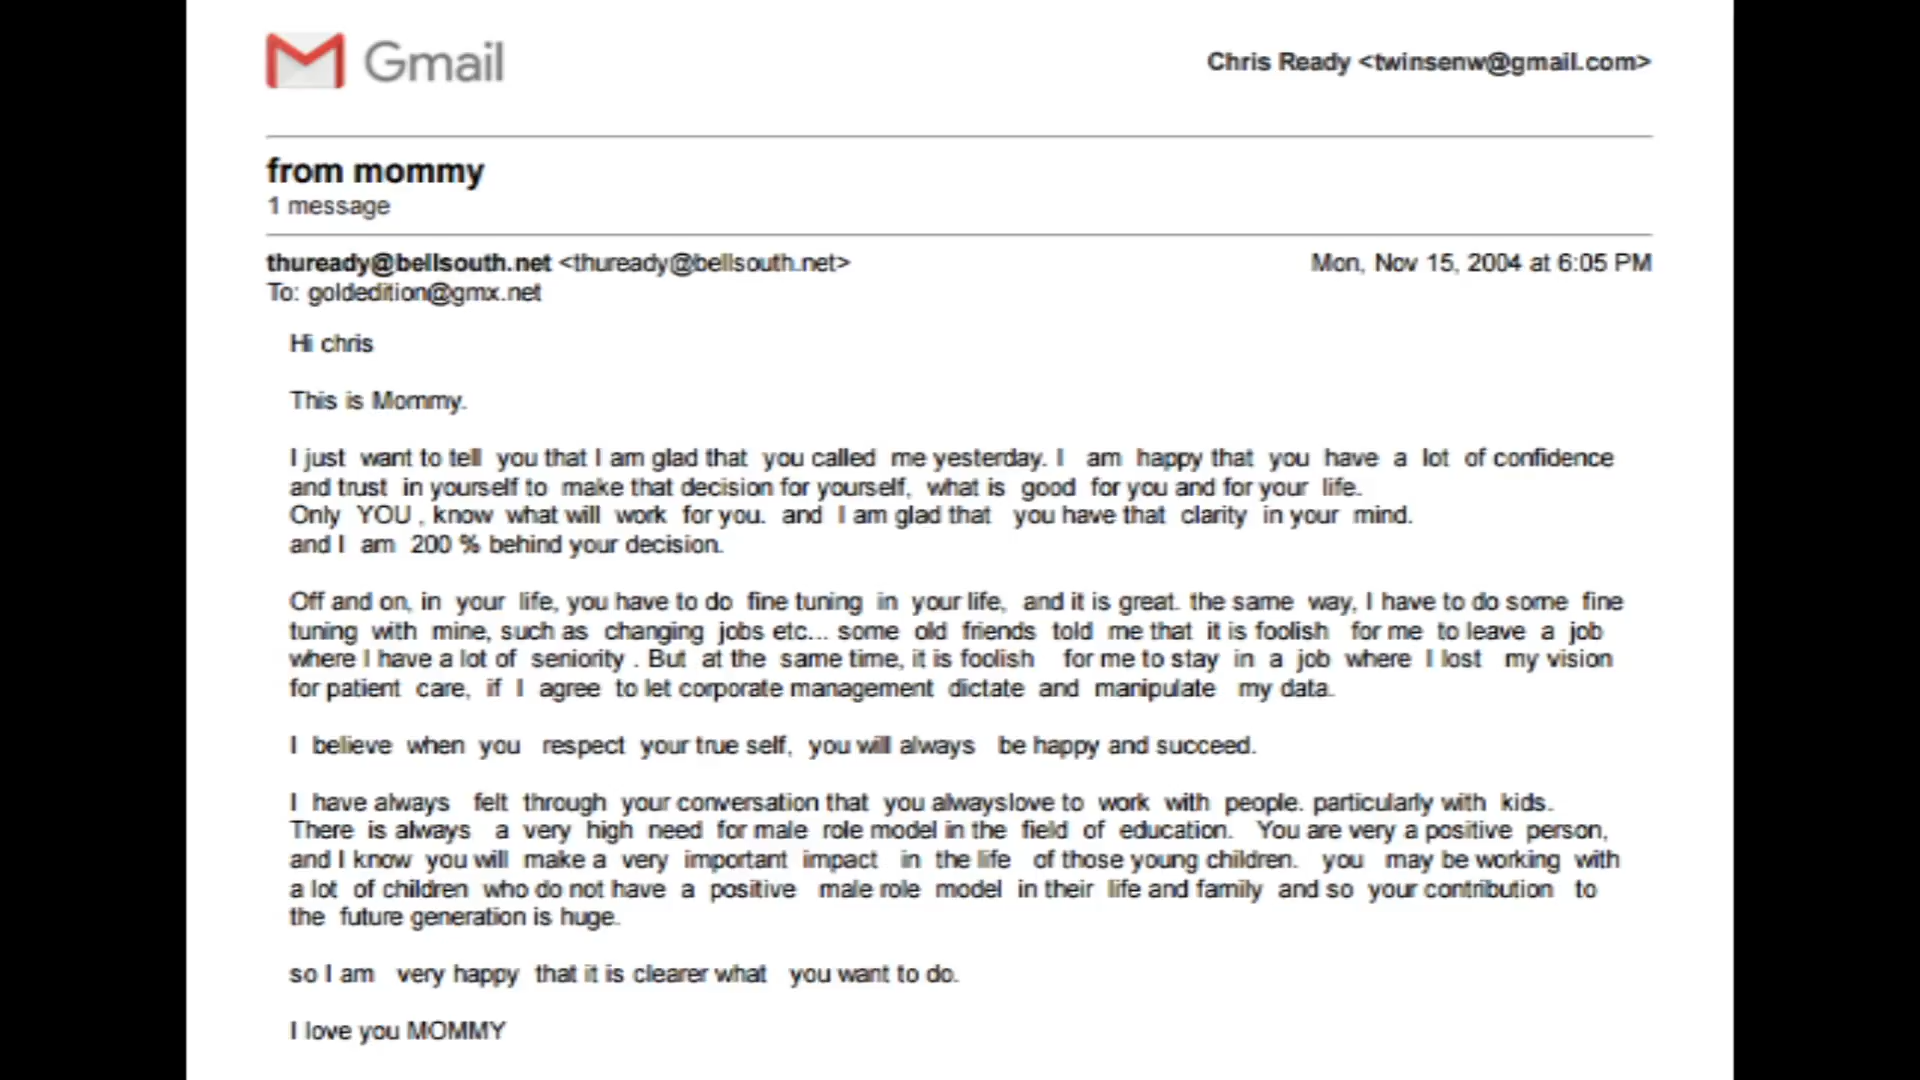 Gmail
Chris Ready <twinsenw@gmail.com>
from mommy
1 message
thuready@bellsouth.net <thuready@bellsouth.net>
Mon, Nov 15, 2004 at 6:05 PM
To: goldedition@gmx.net
Hi chris
This is Mommy.
I just want to tell you that I am glad that you called me yesterday. I am happy that you have a lot of confidence
and trust in yourself to make that decision for yourself, what is good for you and for your life.
Only YOU , know what will work for you. and I am glad that you have that clarity in your mind.
and I am 200 % behind your decision.
Off and on, in your life, you have to do fine tuning in your life, and it is great. the same way, I have to do some fine
tuning with mine, such as changing jobs etc... some old friends told me that it is foolish for me to leave a job
where I have a lot of seniority . But at the same time, it is foolish for me to stay in a job where I lost my vision
for patient care, if I agree to let corporate management dictate and manipulate my data.
I believe when you respect your true self, you will always be happy and succeed.
I have always felt through your conversation that you alwayslove to work with people. particularly with kids.
There is always a very high need for male role model in the field of education. You are very a positive person,
and I know you will make a very important impact in the life of those young children. you may be working with
a lot of children who do not have a positive male role model in their life and family and so your contribution to
the future generation is huge.
so I am very happy that it is clearer what you want to do.
I love you MOMMY